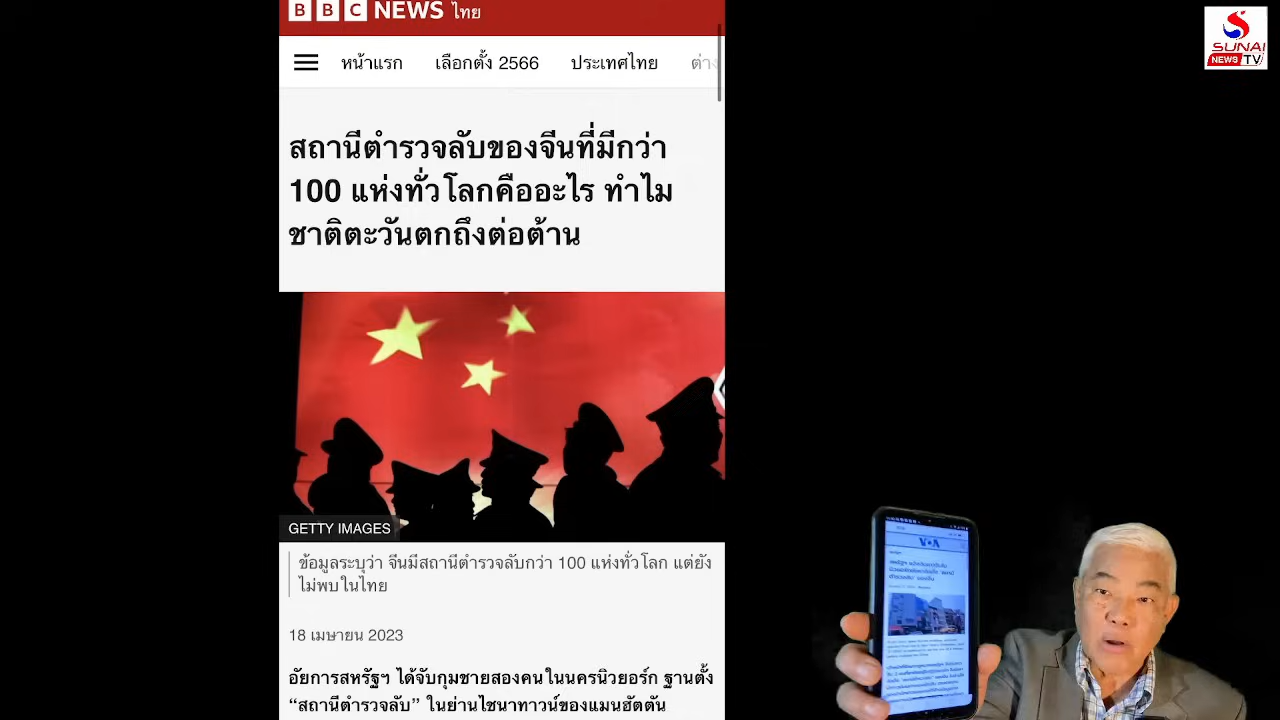 BBC NEWS ไทย
หน้าแรก เลือกตั้ง 2566 ประเทศไทย ต่าง
สถานีตำรวจลับของจีนที่มีกว่า
100 แห่งทั่วโลกคืออะไร ทำไม
ชาติตะวันตกถึงต่อต้าน
GETTY IMAGES
ข้อมูลระบุว่า จีนมีสถานีตำรวจลับกว่า 100 แห่งทั่วโลก แต่ยัง
ไม่พบในไทย
18 เมษายน 2023
อัยการสหรัฐฯ ได้จับกุมชายสองคนในนครนิวยอร์ก ฐานตั้ง
“สถานีตำรวจลับ” ในย่านไชนาทาวน์ของแมนฮัตตัน
SUNAI
NEWS TV
VOA